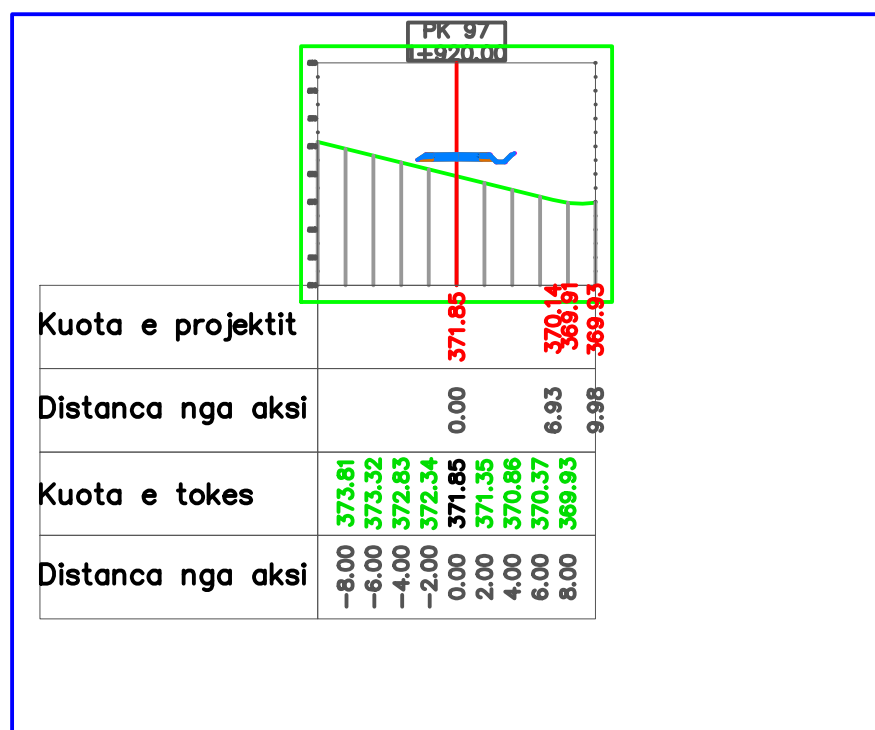 PK 97
1+920.00
Kuota e projektit
371.85 370.14 369.91 369.93
Distanca nga aksi
0.00 6.93 9.98
Kuota e tokes
373.81 373.32 372.83 372.34 371.85 371.35 370.86 370.37 369.93
Distanca nga aksi
-8.00 -6.00 -4.00 -2.00 0.00 2.00 4.00 6.00 8.00